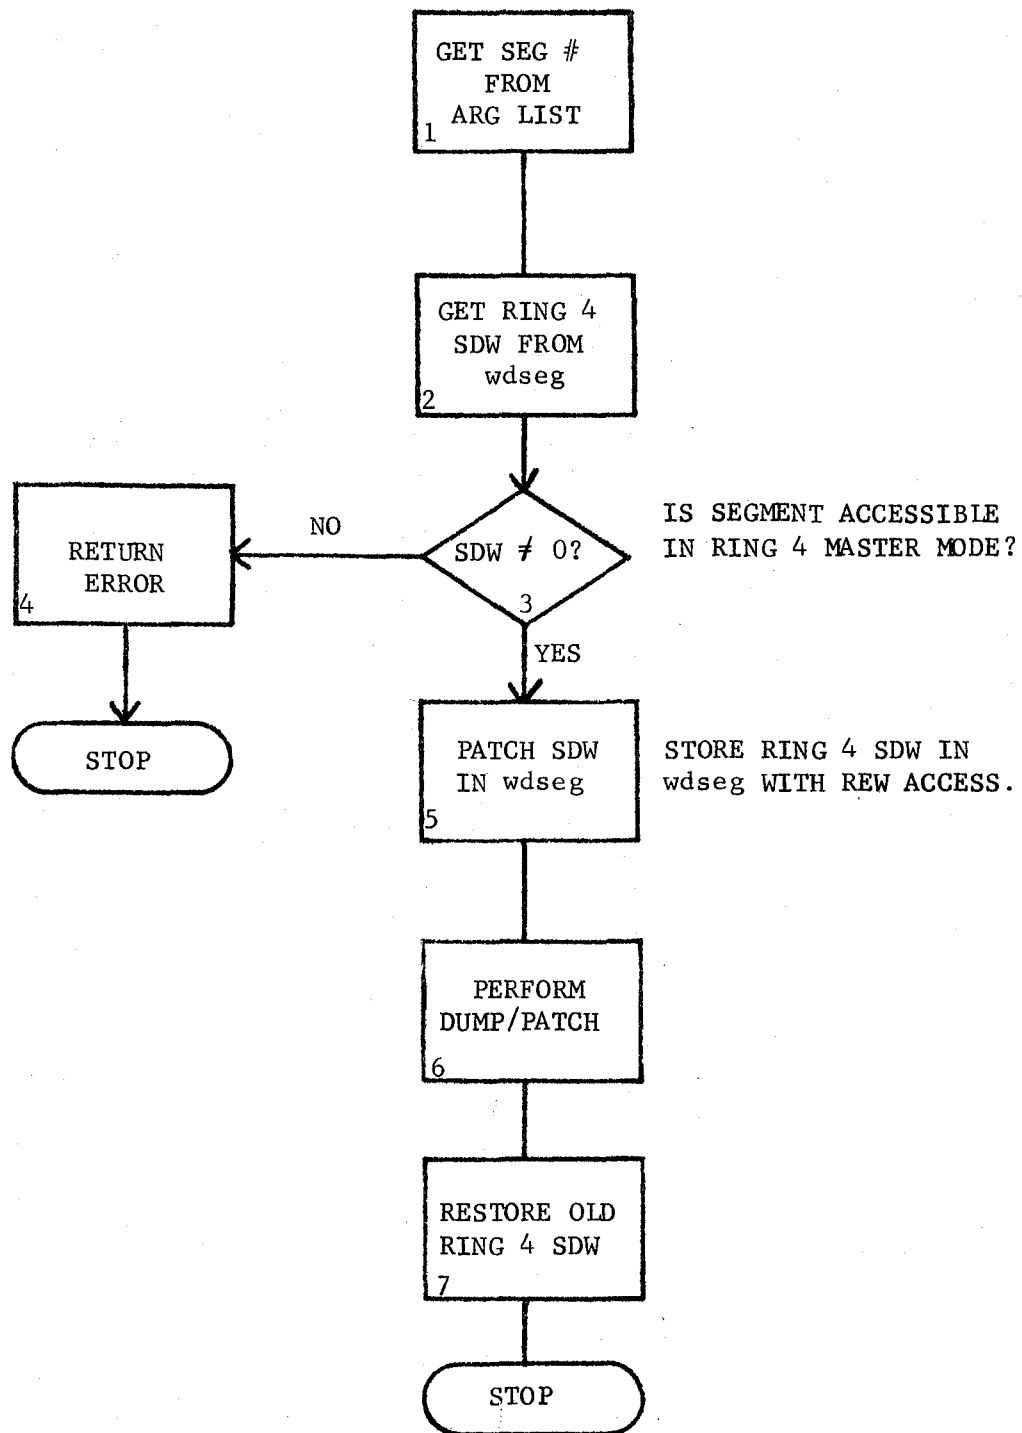 GET SEG #
FROM
ARG LIST
1
GET RING 4
SDW FROM
wdseg
2
SDW ≠ 0?
3
IS SEGMENT ACCESSIBLE
IN RING 4 MASTER MODE?
NO
RETURN
ERROR
4
STOP
YES
PATCH SDW
IN wdseg
5
STORE RING 4 SDW IN
wdseg WITH REW ACCESS.
PERFORM
DUMP/PATCH
6
RESTORE OLD
RING 4 SDW
7
STOP